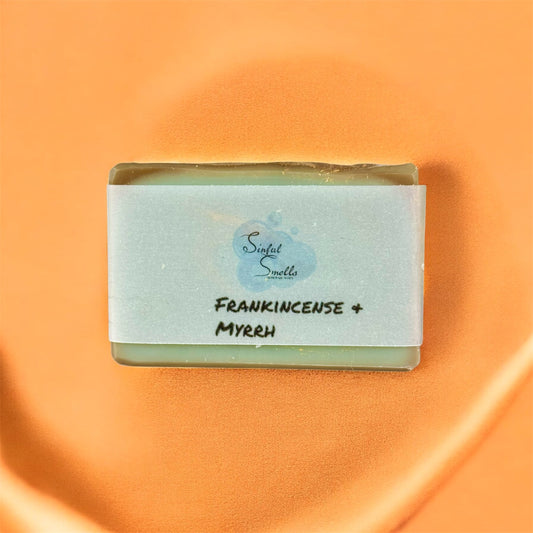 Sinful
Smells
Frankincense &
Myrrh